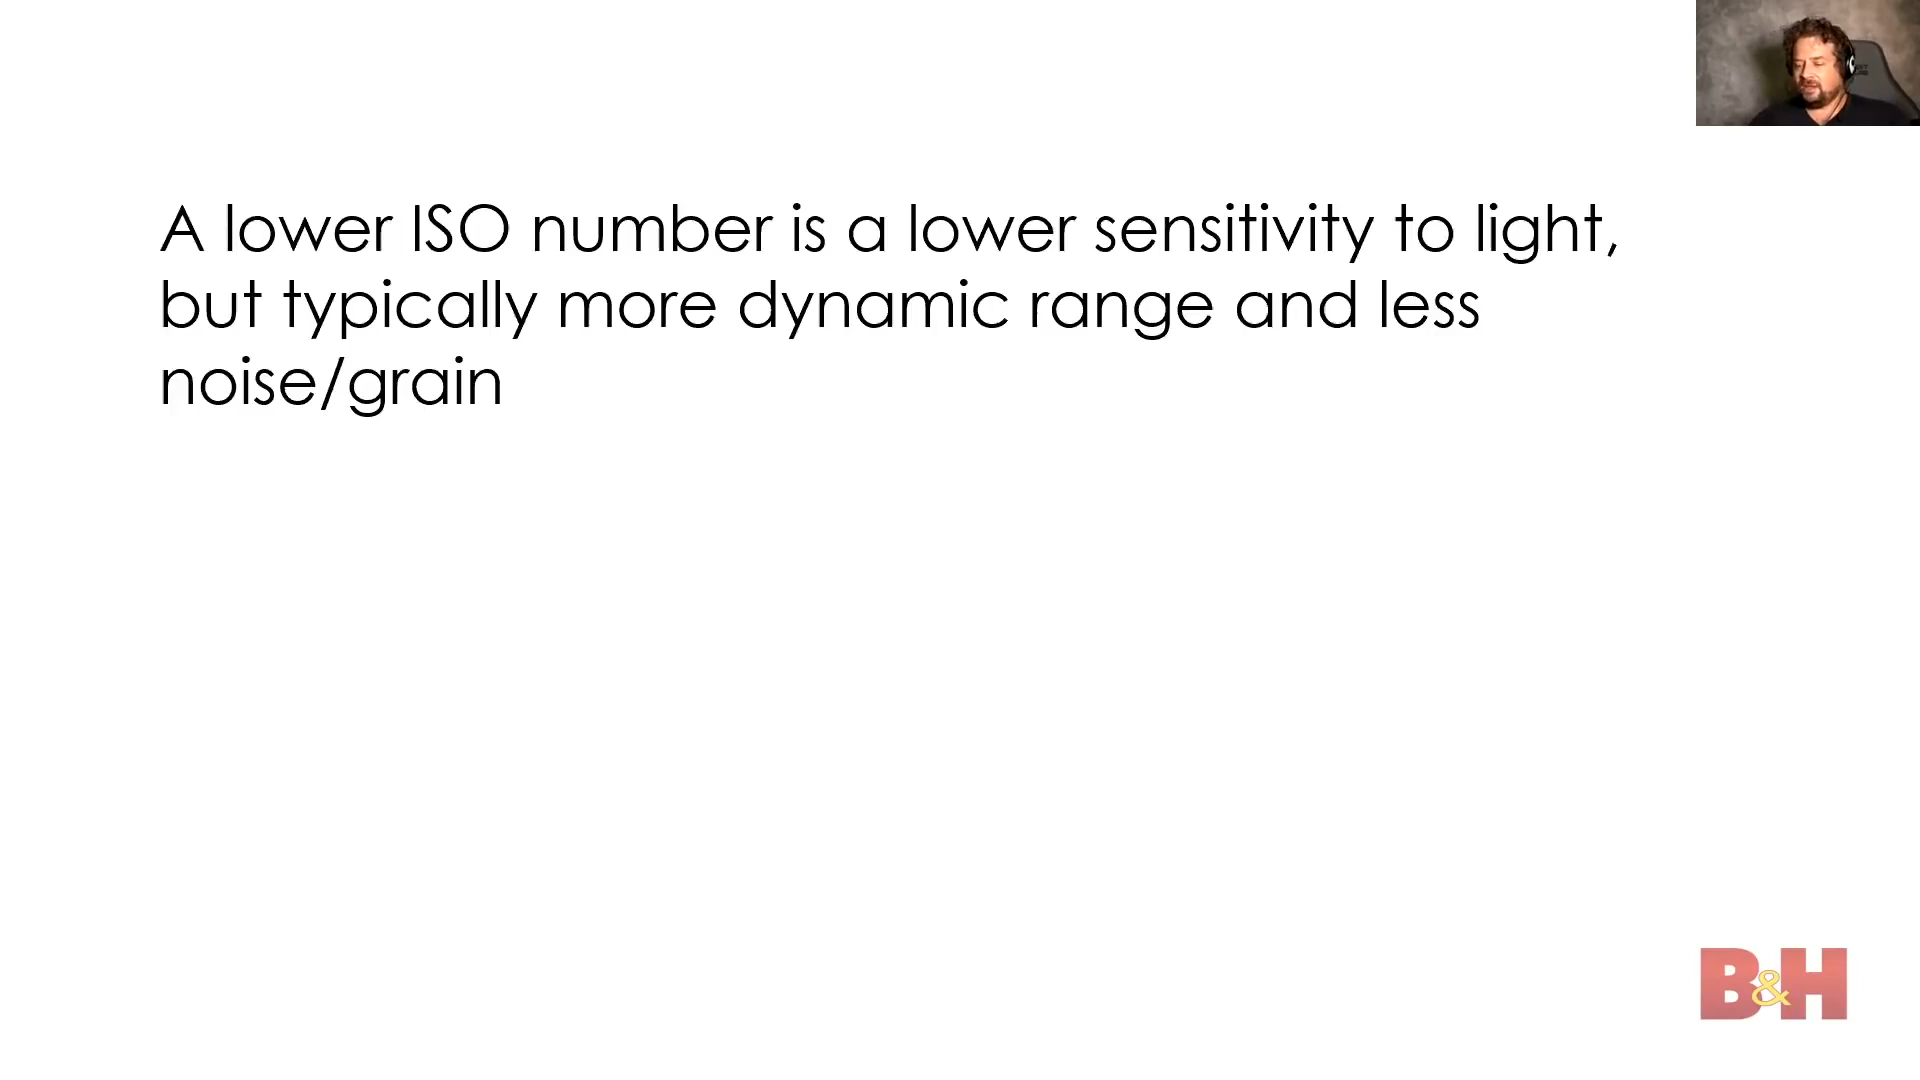 A lower ISO number is a lower sensitivity to light,
but typically more dynamic range and less
noise/grain
B&H